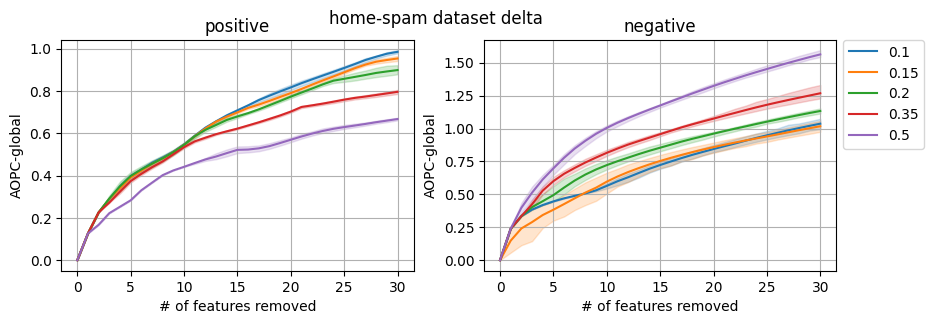 home-spam dataset delta
positive
AOPC-global
1.0
0.8
0.6
0.4
0.2
0.0
0 5 10 15 20 25 30
# of features removed
negative
AOPC-global
1.50
1.25
1.00
0.75
0.50
0.25
0.00
0 5 10 15 20 25 30
# of features removed
0.1
0.15
0.2
0.35
0.5